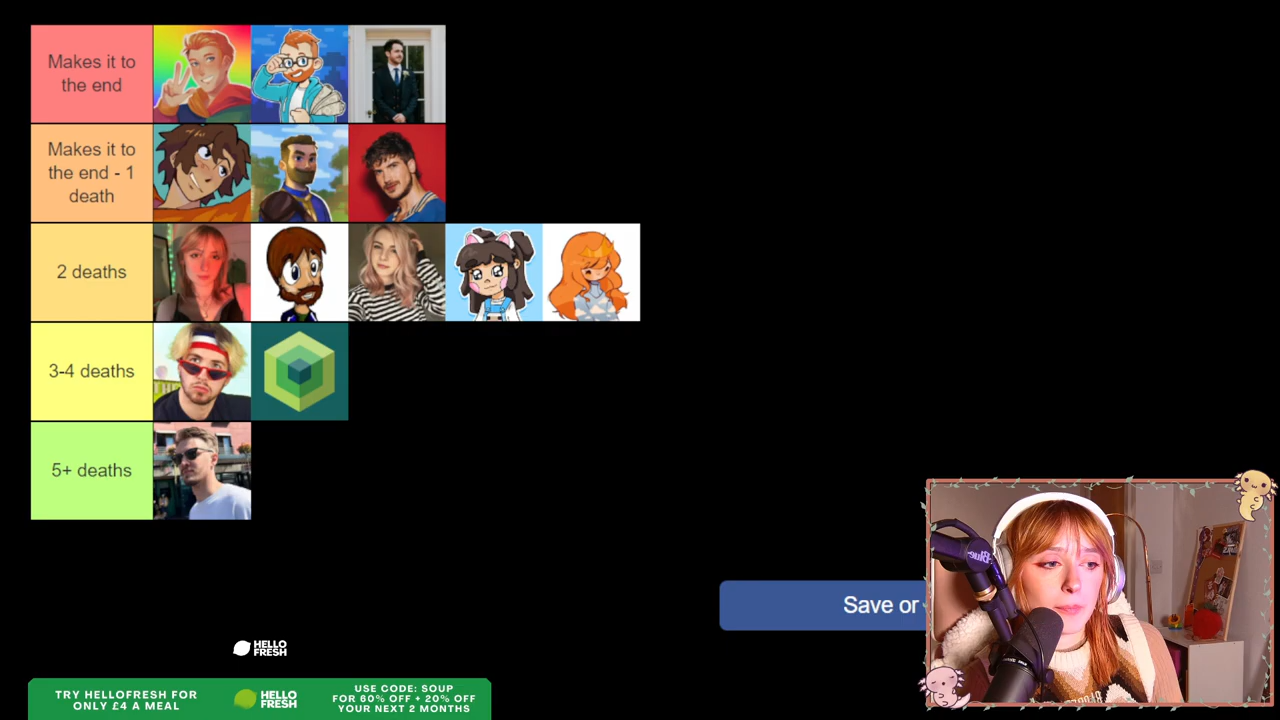 Makes it to
the end
Makes it to
the end - 1
death
2 deaths
3-4 deaths
5+ deaths
Save or
HELLO
FRESH
TRY HELLOFRESH FOR
ONLY £4 A MEAL
HELLO
FRESH
USE CODE: SOUP
FOR 60% OFF + 20% OFF
YOUR NEXT 2 MONTHS
Blue